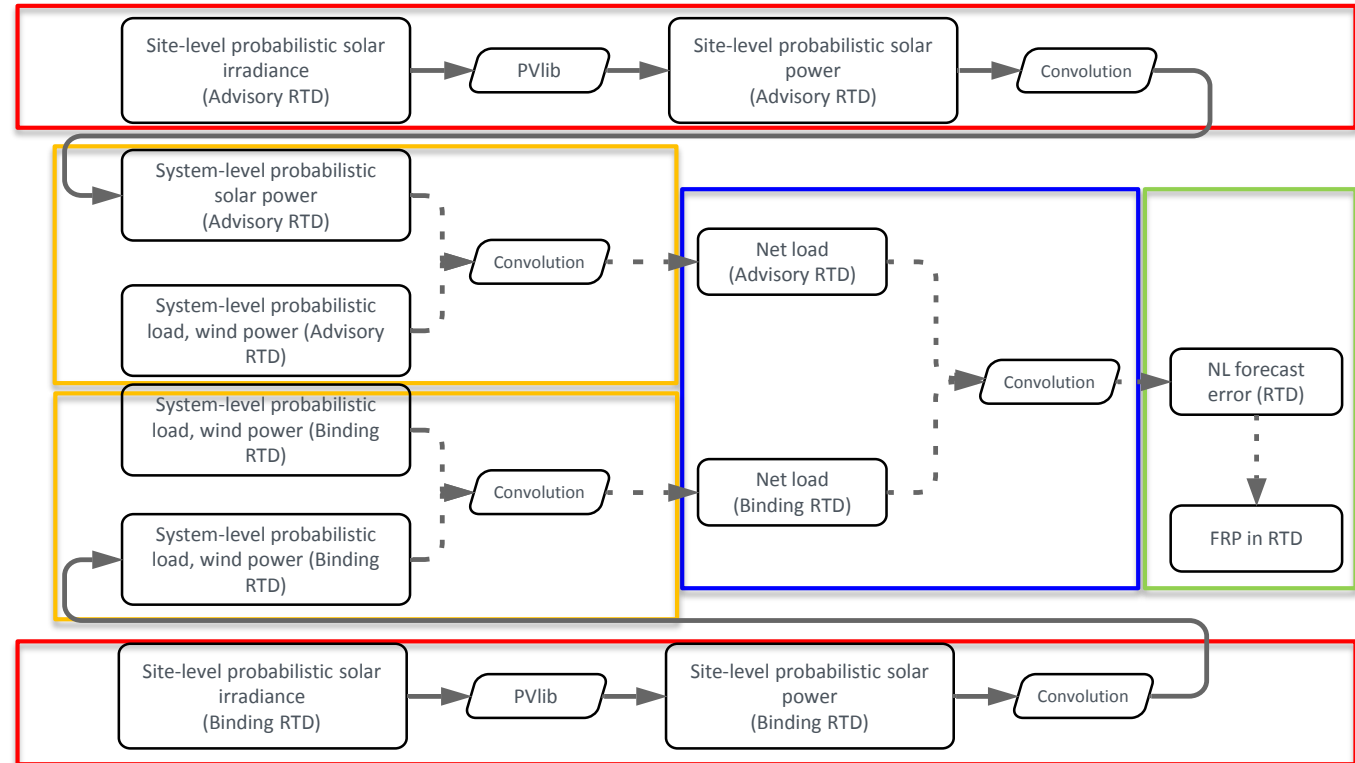 Site-level probabilistic solar
irradiance
(Advisory RTD)
PVlib
Site-level probabilistic solar
power
(Advisory RTD)
Convolution
System-level probabilistic
solar power
(Advisory RTD)
Convolution
System-level probabilistic
load, wind power (Advisory
RTD)
Net load
(Advisory RTD)
Convolution
NL forecast
error (RTD)
System-level probabilistic
load, wind power (Binding
RTD)
Convolution
Net load
(Binding RTD)
System-level probabilistic
load, wind power (Binding
RTD)
FRP in RTD
Site-level probabilistic solar
irradiance
(Binding RTD)
PVlib
Site-level probabilistic solar
power
(Binding RTD)
Convolution